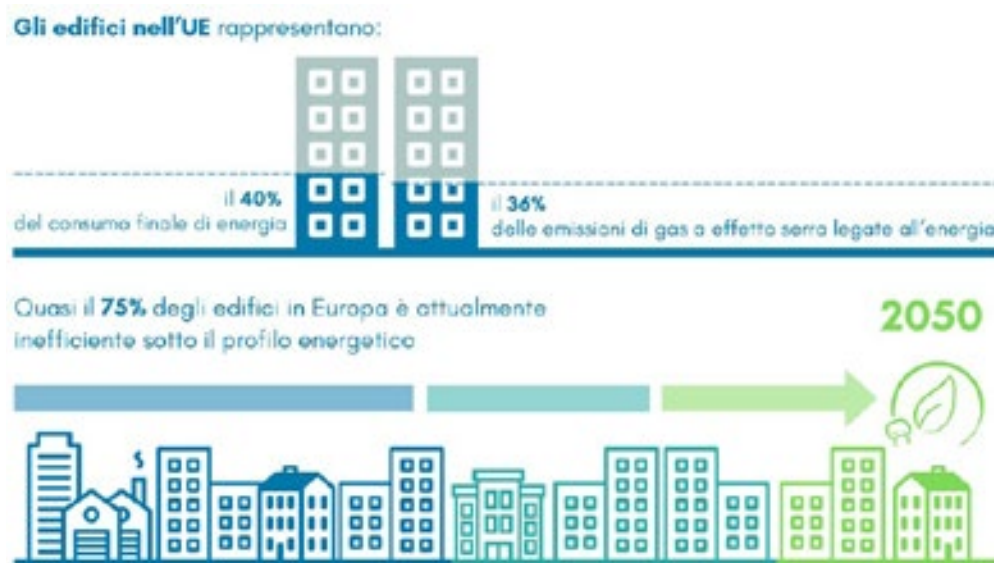 Gli edifici nell'UE rappresentano:
il 40%
del consumo finale di energia
il 36%
delle emissioni di gas a effetto serra legate all'energia
Quasi il 75% degli edifici in Europa è attualmente
inefficiente sotto il profilo energetico
2050